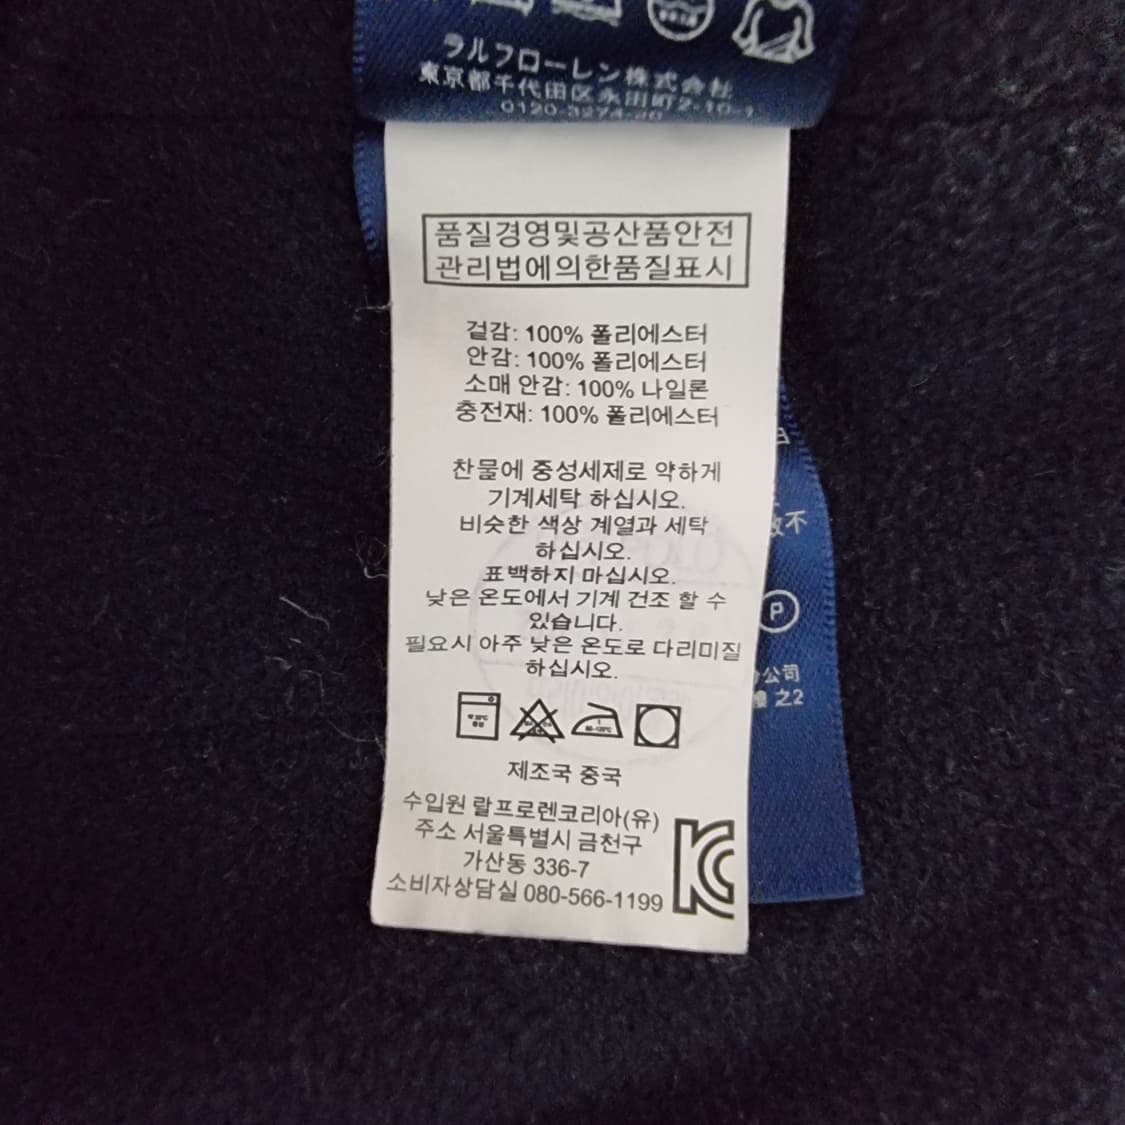 ラルフローレン株式会社
東京都千代田区永田町2-10-1
0120-3274-20
품질경영및공산품안전
관리법에의한품질표시
겉감: 100% 폴리에스터
안감: 100% 폴리에스터
소매 안감: 100% 나일론
충전재: 100% 폴리에스터
찬물에 중성세제로 약하게
기계세탁 하십시오.
비슷한 색상 계열과 세탁
하십시오.
표백하지 마십시오.
낮은 온도에서 기계 건조 할 수
있습니다.
필요시 아주 낮은 온도로 다리미질
하십시오.
제조국 중국
수입원 랄프로렌코리아(유)
주소 서울특별시 금천구
가산동 336-7
소비자상담실 080-566-1199
KC
不
P
公司
之2